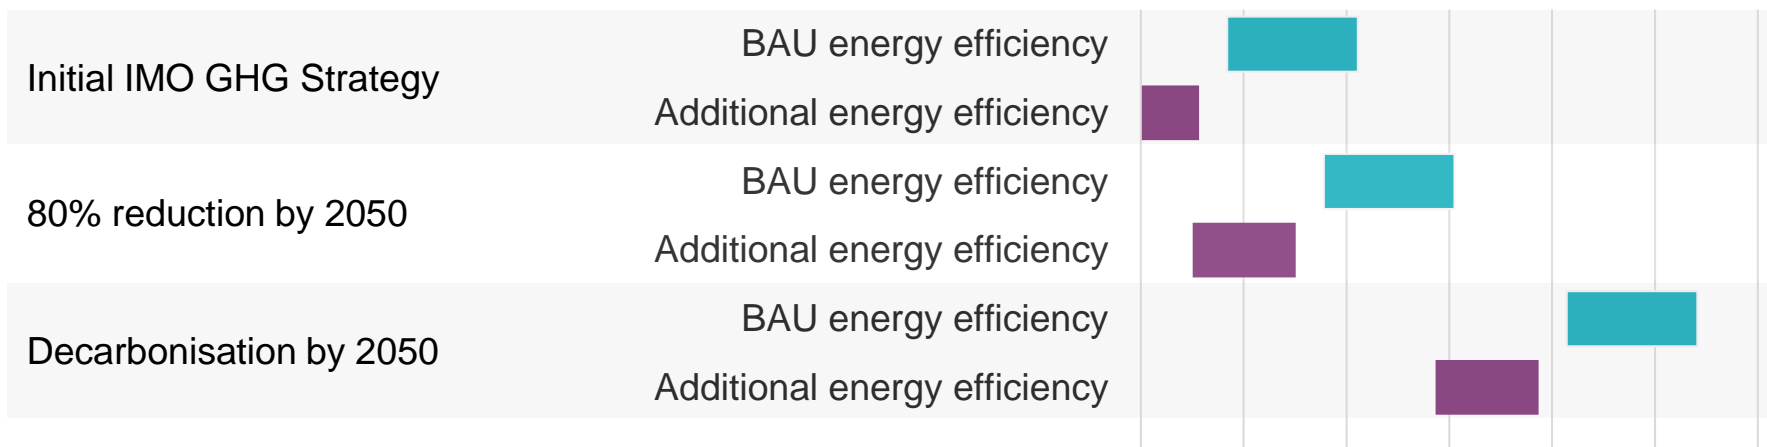 Initial IMO GHG Strategy
BAU energy efficiency
Additional energy efficiency
80% reduction by 2050
BAU energy efficiency
Additional energy efficiency
Decarbonisation by 2050
BAU energy efficiency
Additional energy efficiency